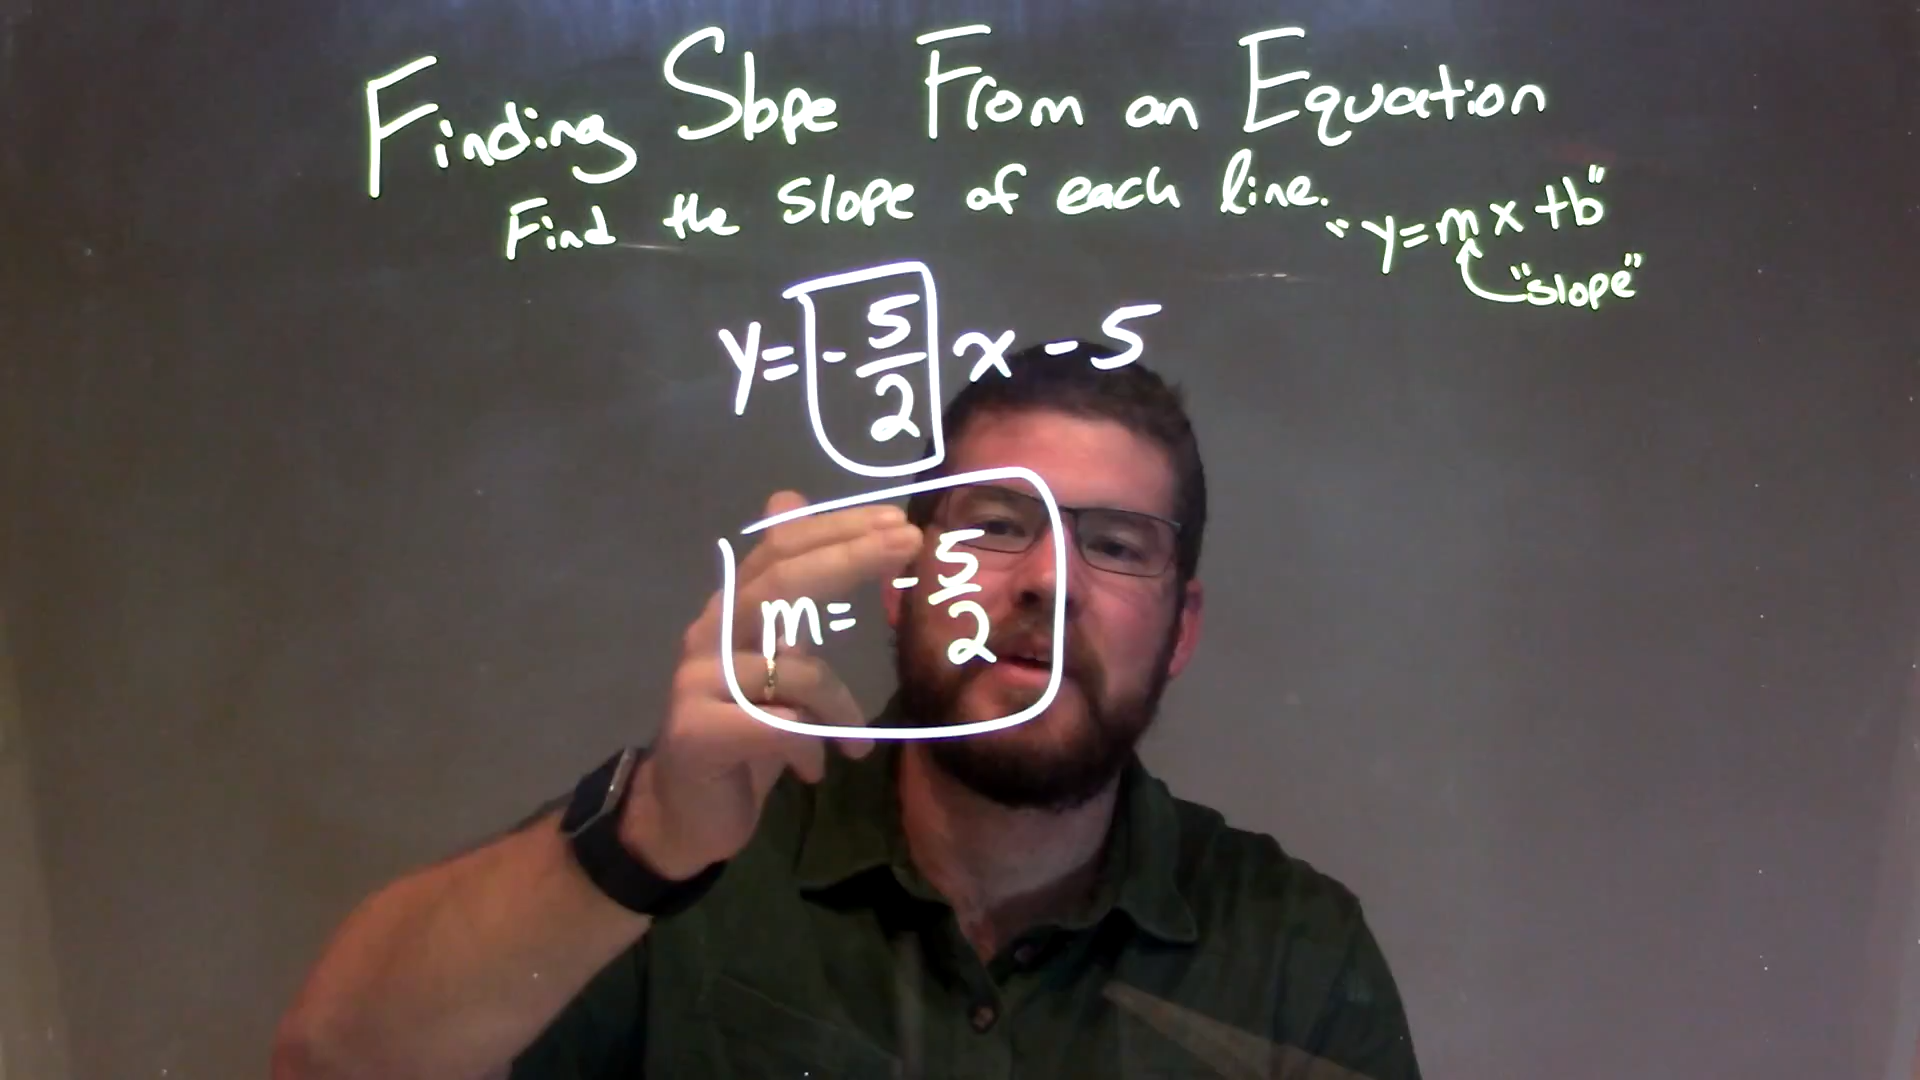 Finding Slope From an Equation
Find the slope of each line.
"y=mx+b"
"slope"
y=-5/2x-5
m=-5/2